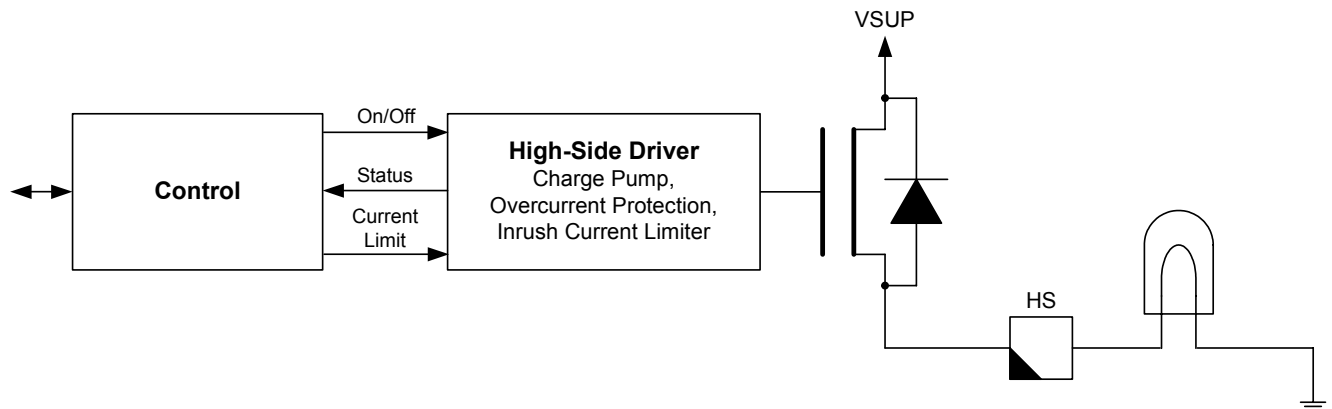 VSUP
Control
On/Off
Status
Current
Limit
High-Side Driver
Charge Pump,
Overcurrent Protection,
Inrush Current Limiter
HS